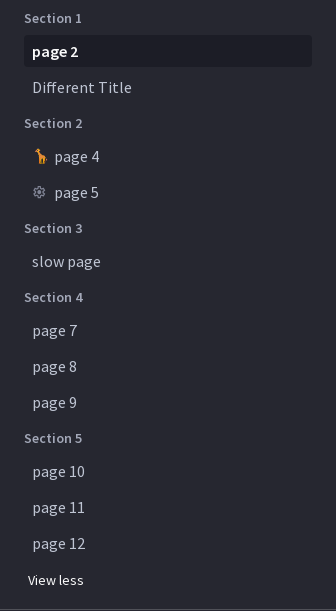 Section 1
page 2
Different Title
Section 2
page 4
page 5
Section 3
slow page
Section 4
page 7
page 8
page 9
Section 5
page 10
page 11
page 12
View less